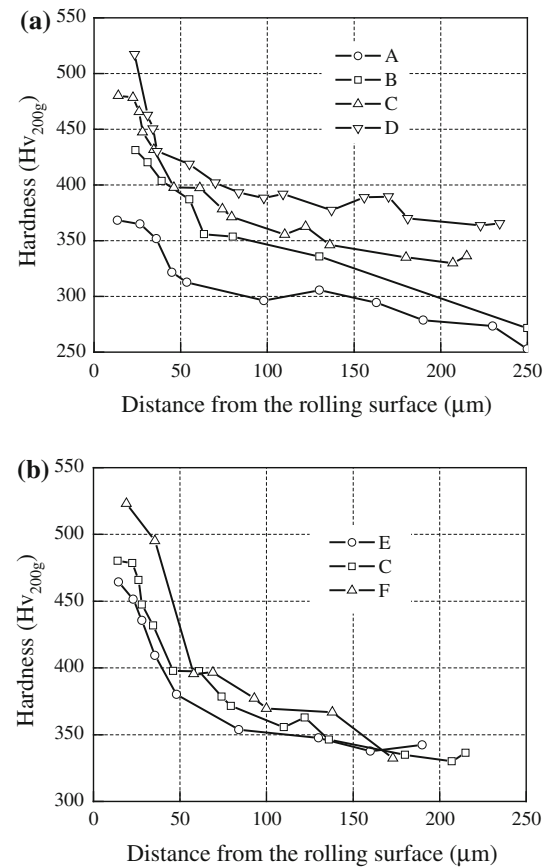 (a)
550
500
450
400
350
300
250
Hardness (Hv200g)
A
B
C
D
0
50
100
150
200
250
Distance from the rolling surface (μm)
(b)
550
500
450
400
350
300
Hardness (Hv200g)
E
C
F
0
50
100
150
200
250
Distance from the rolling surface (μm)